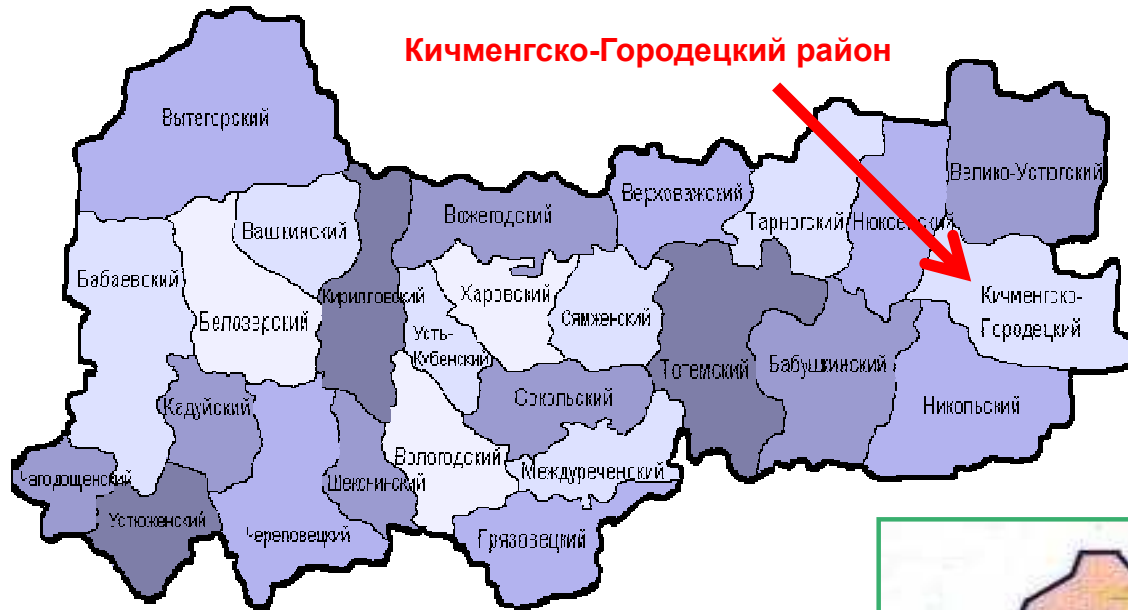 Кичменгско-Городецкий район
Вытегорский
Велико-Устюгский
Верховажский
Вожегодский
Тарногский
Нюксенский
Вашкинский
Бабаевский
Харовский
Кирилловский
Кичменгско-
Городецкий
Белозерский
Сямженский
Усть-
Кубенский
Тотемский
Бабушкинский
Сокольский
Никольский
Кадуйский
Вологодский
Междуреченский
Чагодощенский
Шекснинский
Устюженский
Череповецкий
Грязовецкий